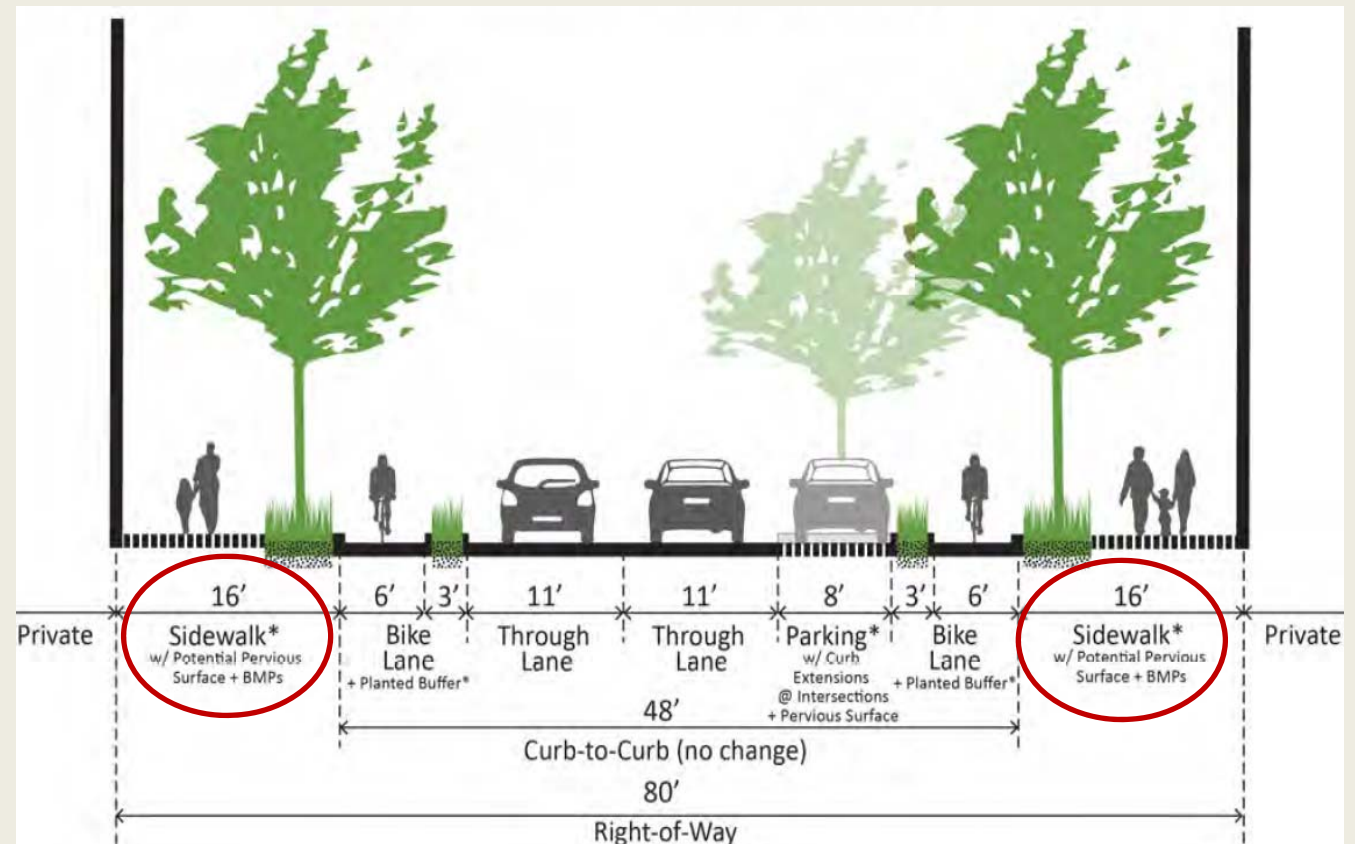 16’ 6’ 3’ 11’ 11’ 8’ 3’ 6’ 16’
Private
Sidewalk*
w/ Potential Pervious
Surface + BMPs
Bike
Lane
+ Planted Buffer*
Through
Lane
Through
Lane
Parking*
w/ Curb
Extensions
@ Intersections
+ Pervious Surface
Bike
Lane
+ Planted Buffer*
Sidewalk*
w/ Potential Pervious
Surface + BMPs
Private
48’
Curb-to-Curb (no change)
80’
Right-of-Way